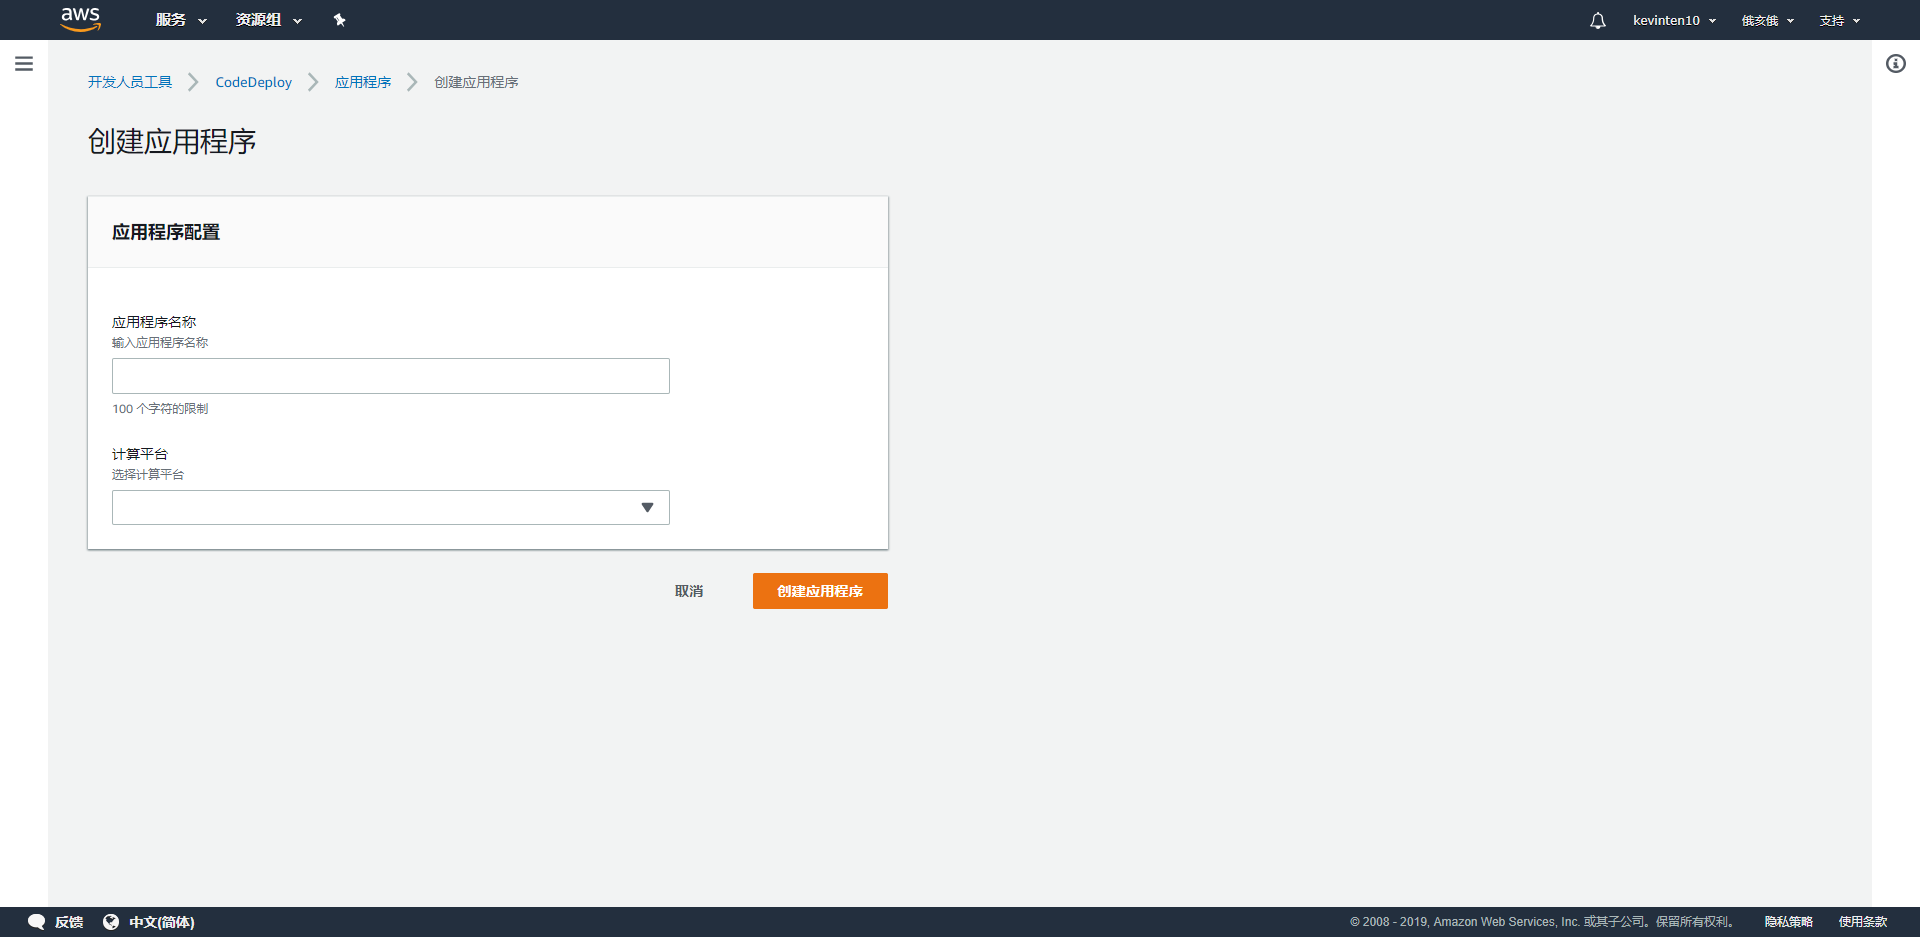 aws 服务 资源组 kevinten10 俄亥俄 支持
开发人员工具 CodeDeploy 应用程序 创建应用程序
创建应用程序
应用程序配置
应用程序名称
输入应用程序名称
100 个字符的限制
计算平台
选择计算平台
取消 创建应用程序
反馈 中文(简体) © 2008 - 2019, Amazon Web Services, Inc. 或其子公司。保留所有权利。 隐私策略 使用条款